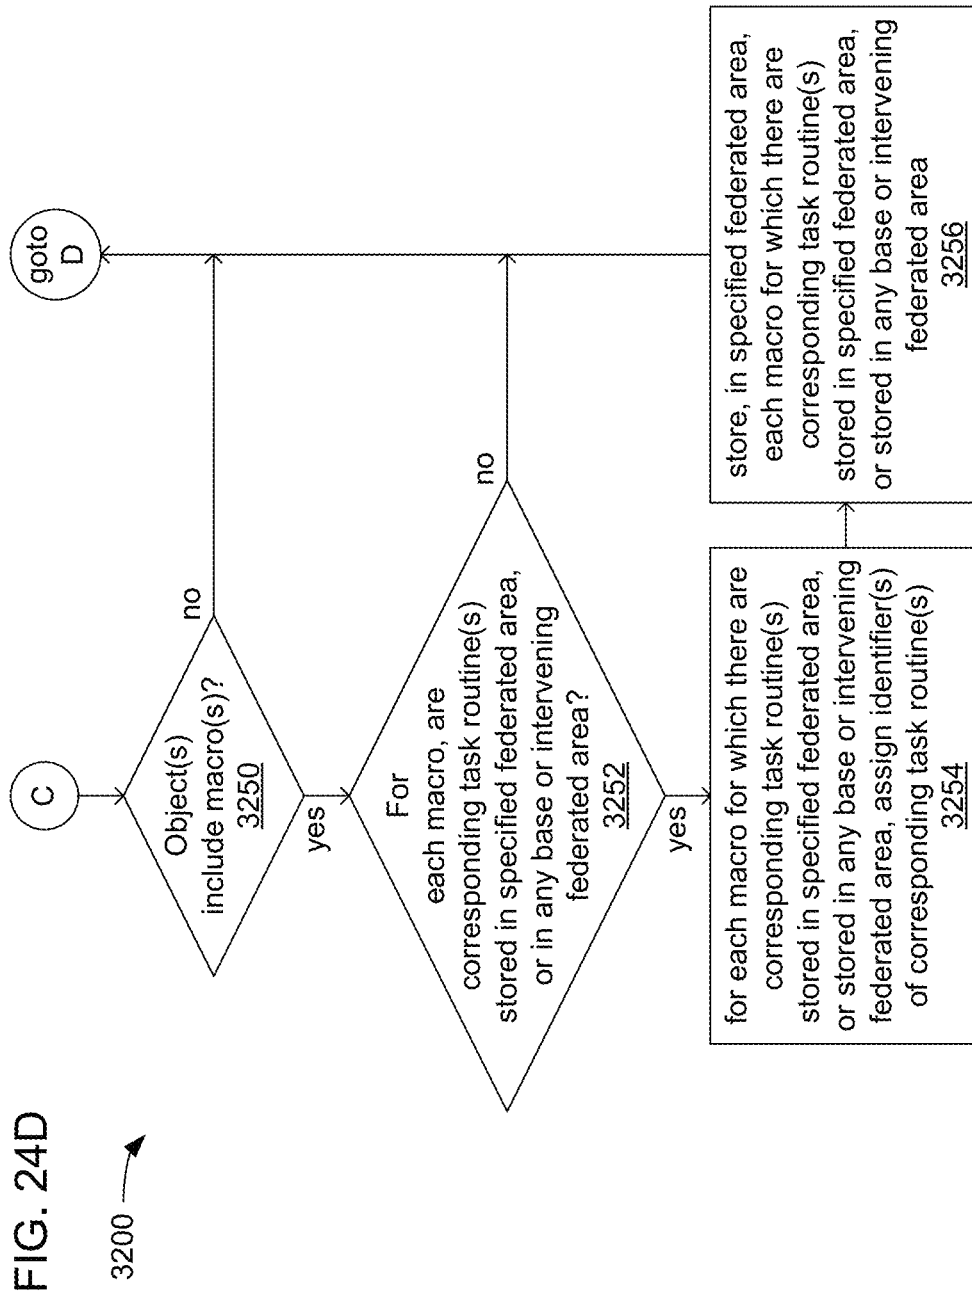 FIG. 24D
3200
C
Object(s)
include macro(s)?
3250
no
yes
For
each macro, are
corresponding task routine(s)
stored in specified federated area,
or in any base or intervening
federated area?
3252
no
yes
for each macro for which there are
corresponding task routine(s)
stored in specified federated area,
or stored in any base or intervening
federated area, assign identifier(s)
of corresponding task routine(s)
3254
store, in specified federated area,
each macro for which there are
corresponding task routine(s)
stored in specified federated area,
or stored in any base or intervening
federated area
3256
goto
D